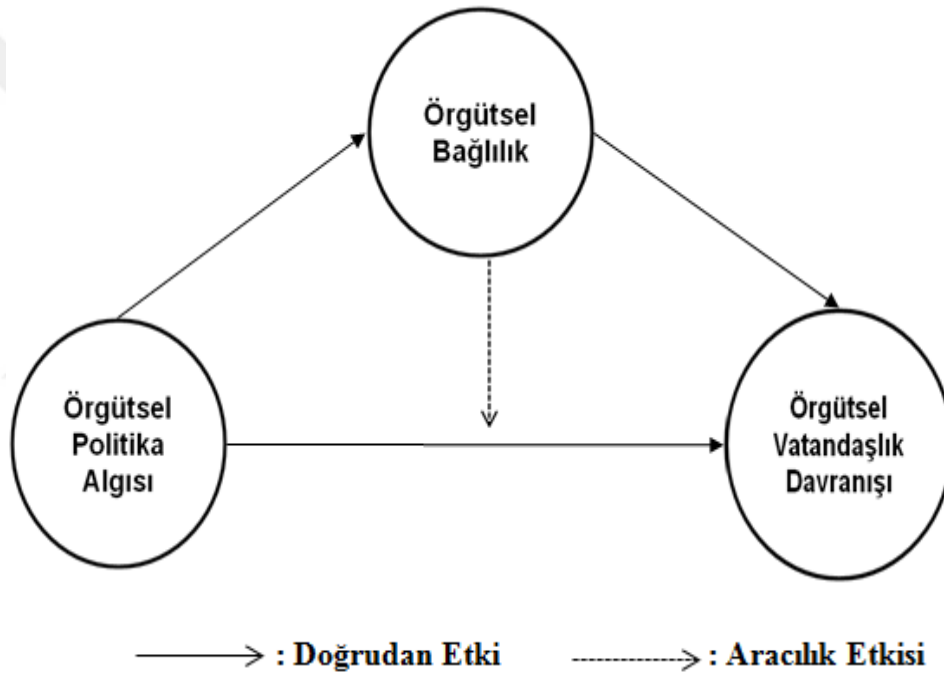 Örgütsel
Bağlılık
Örgütsel
Politika
Algısı
Örgütsel
Vatandaşlık
Davranışı
: Doğrudan Etki
: Aracılık Etkisi